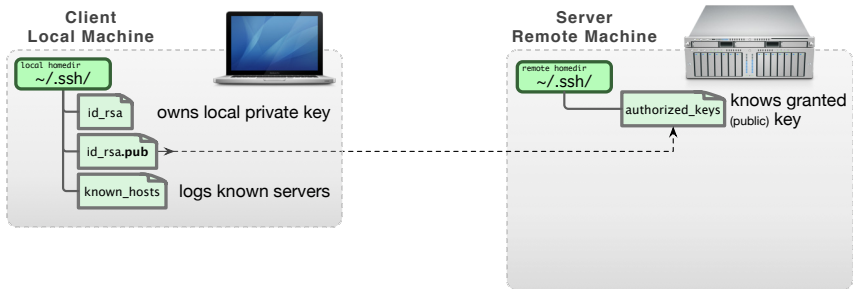 Client
Local Machine
local homedir
~/.ssh/
id_rsa
owns local private key
id_rsa.pub
known_hosts
logs known servers
Server
Remote Machine
remote homedir
~/.ssh/
authorized_keys
knows granted
(public) key